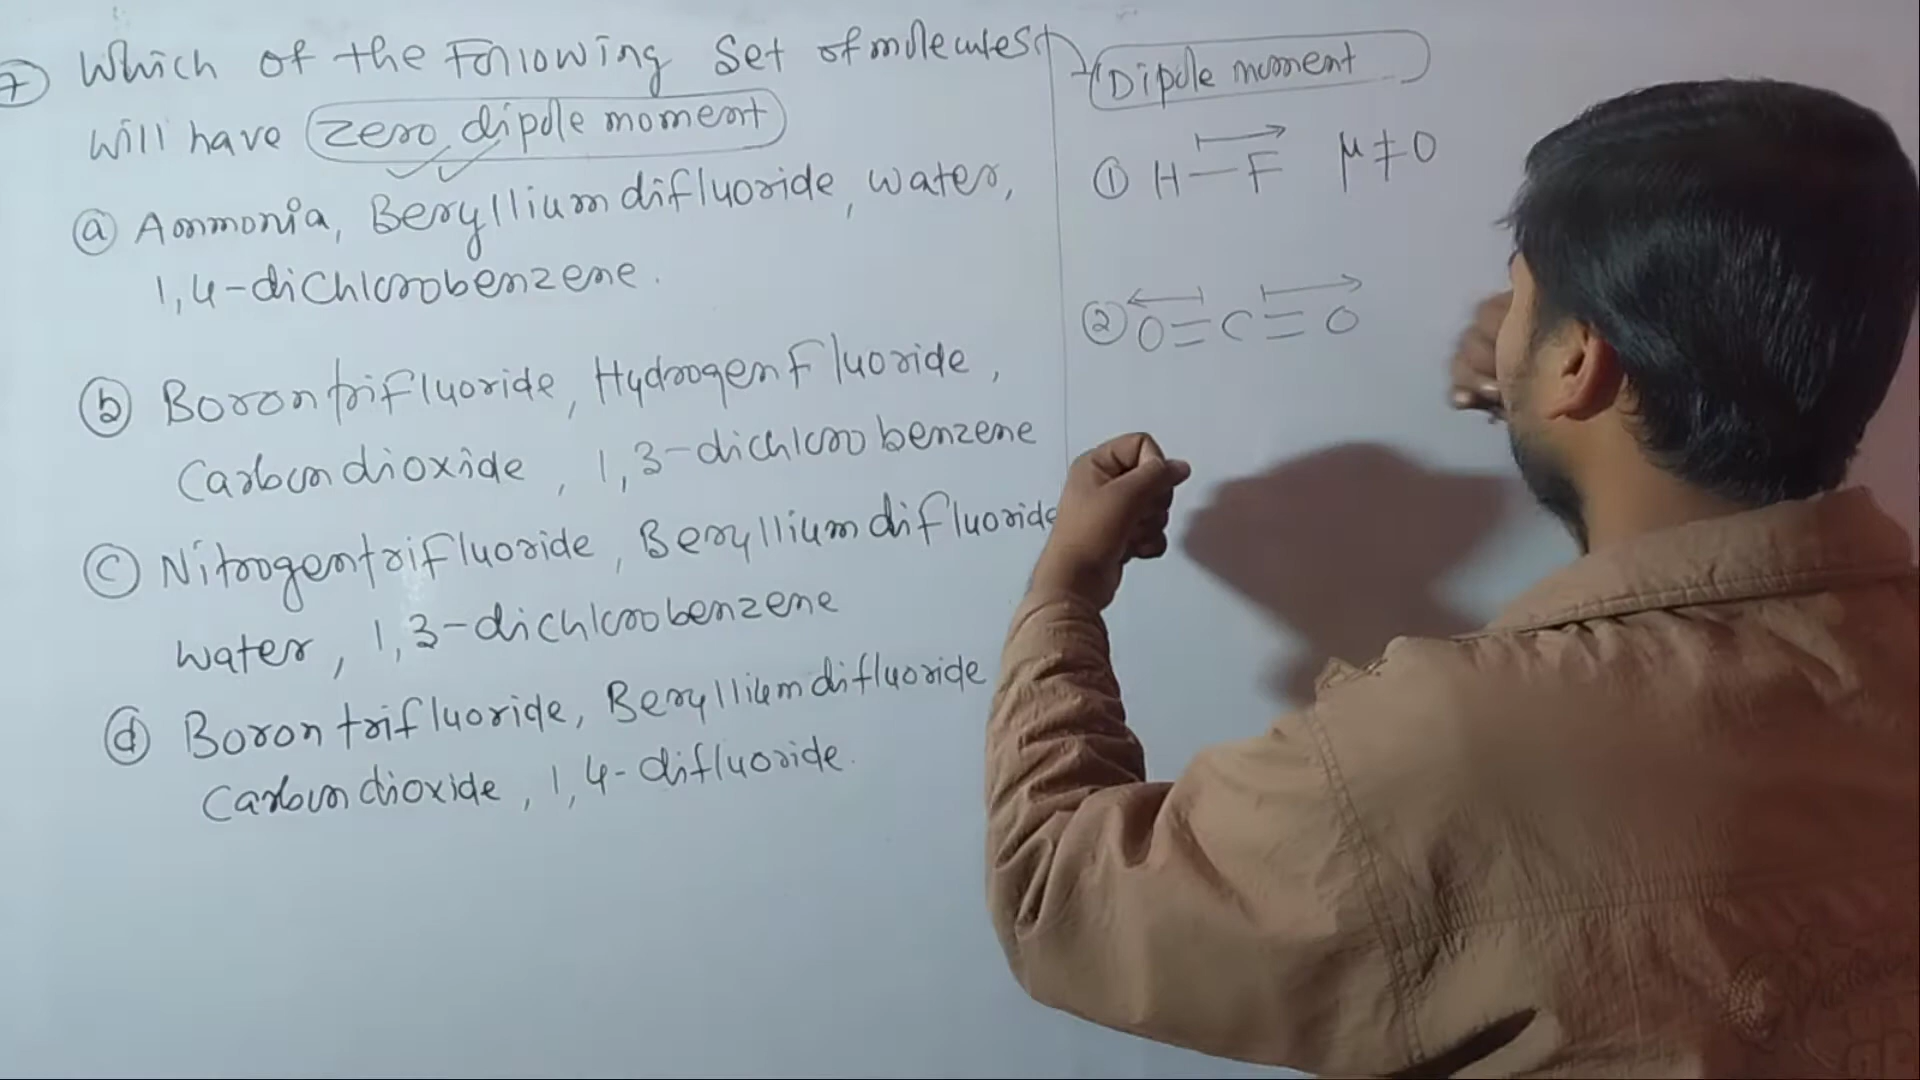 7 Which of the Following Set of molecules
will have zero dipole moment
a Ammonia, Beryllium difluoride, water,
1,4-dichlorobenzene.
b Boron trifluoride, Hydrogen Fluoride,
Carbon dioxide, 1,3-dichloro benzene
c Nitrogen trifluoride, Beryllium difluoride
water, 1,3-dichlorobenzene
d Boron trifluoride, Beryllium difluoride
Carbon dioxide, 1,4-difluoride.
Dipole moment
1 H-F μ≠0
2 O=C=O